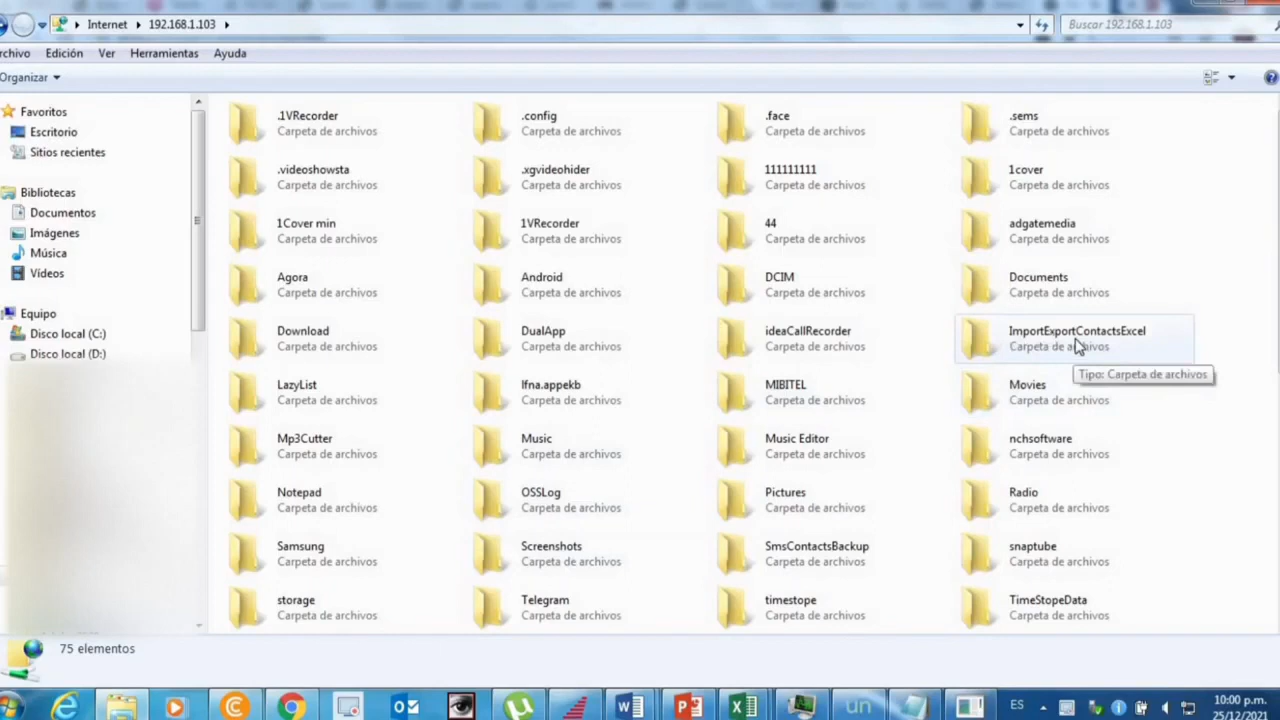 Internet 192.168.1.103
Buscar 192.168.1.103
rchivo Edición Ver Herramientas Ayuda
Organizar
Favoritos
Escritorio
Sitios recientes
Bibliotecas
Documentos
Imágenes
Música
Vídeos
Equipo
Disco local (C:)
Disco local (D:)
.1VRecorder
Carpeta de archivos
.config
Carpeta de archivos
.face
Carpeta de archivos
.sems
Carpeta de archivos
.videoshowsta
Carpeta de archivos
.xgvideohider
Carpeta de archivos
111111111
Carpeta de archivos
1cover
Carpeta de archivos
1Cover min
Carpeta de archivos
1VRecorder
Carpeta de archivos
44
Carpeta de archivos
adgatemedia
Carpeta de archivos
Agora
Carpeta de archivos
Android
Carpeta de archivos
DCIM
Carpeta de archivos
Documents
Carpeta de archivos
Download
Carpeta de archivos
DualApp
Carpeta de archivos
ideaCallRecorder
Carpeta de archivos
ImportExportContactsExcel
Carpeta de archivos
Tipo: Carpeta de archivos
LazyList
Carpeta de archivos
lfna.appekb
Carpeta de archivos
MIBITEL
Carpeta de archivos
Movies
Carpeta de archivos
Mp3Cutter
Carpeta de archivos
Music
Carpeta de archivos
Music Editor
Carpeta de archivos
nchsoftware
Carpeta de archivos
Notepad
Carpeta de archivos
OSSLog
Carpeta de archivos
Pictures
Carpeta de archivos
Radio
Carpeta de archivos
Samsung
Carpeta de archivos
Screenshots
Carpeta de archivos
SmsContactsBackup
Carpeta de archivos
snaptube
Carpeta de archivos
storage
Carpeta de archivos
Telegram
Carpeta de archivos
timestope
Carpeta de archivos
TimeStopeData
Carpeta de archivos
75 elementos
un
ES
10:00 p.m.
25/12/2021